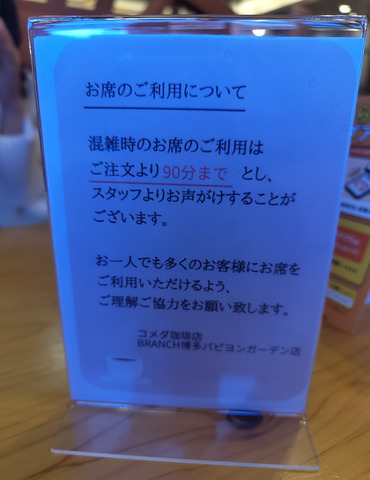 お席のご利用について
混雑時のお席のご利用は
ご注文より90分まで とし、
スタッフよりお声がけすることが
ございます。
お一人でも多くのお客様にお席を
ご利用いただけるよう、
ご理解ご協力をお願い致します。
コメダ珈琲店
BRANCH博多パピヨンガーデン店